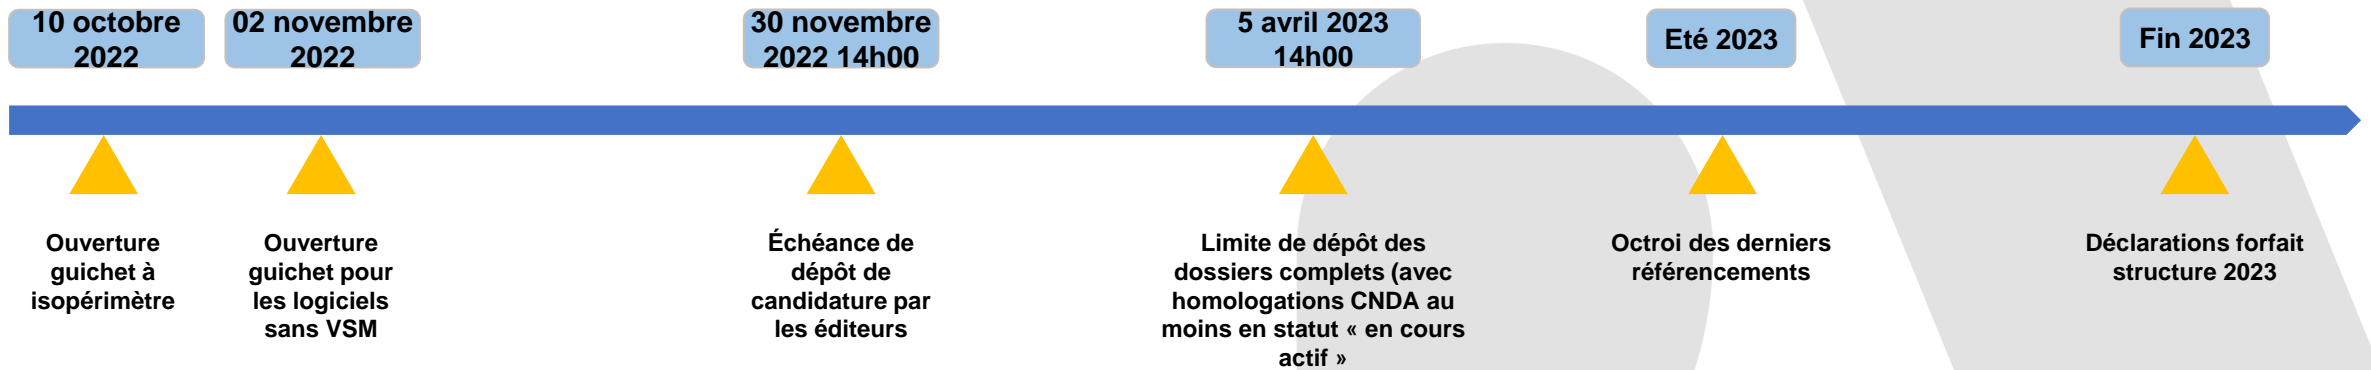 10 octobre
2022
02 novembre
2022
30 novembre
2022 14h00
5 avril 2023
14h00
Eté 2023
Fin 2023
Ouverture
guichet à
isopérimètre
Ouverture
guichet pour
les logiciels
sans VSM
Échéance de
dépôt de
candidature par
les éditeurs
Limite de dépôt des
dossiers complets (avec
homologations CNDA au
moins en statut « en cours
actif »
Octroi des derniers
référencements
Déclarations forfait
structure 2023